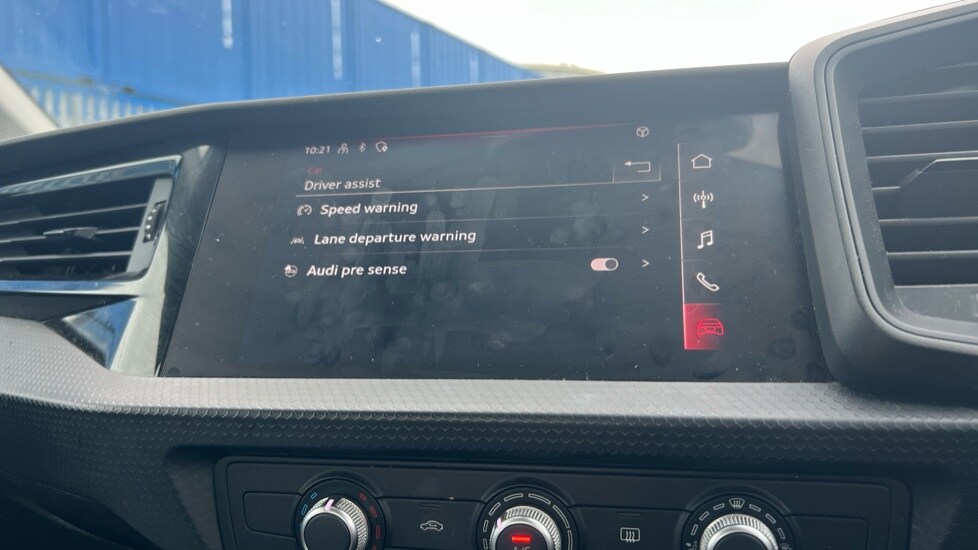 10:21
Car
Driver assist
Speed warning
Lane departure warning
Audi pre sense
A/C